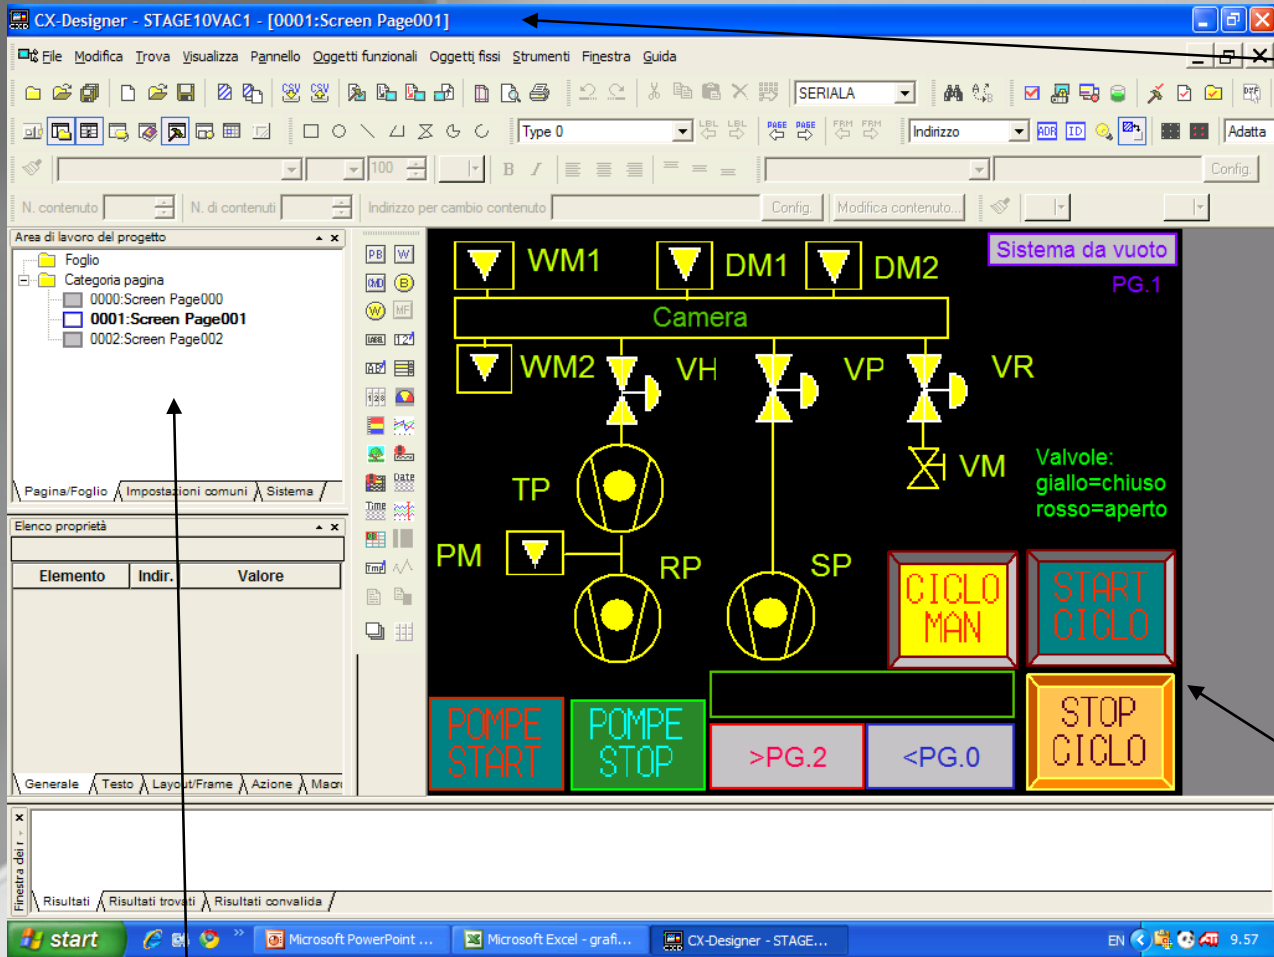 CX-Designer - STAGE10VAC1 - [0001:Screen Page001]
File Modifica Trova Visualizza Pannello Oggetti funzionali Oggetti fissi Strumenti Finestra Guida
SERIALA
Type 0
Indirizzo
Adatta
100
Config.
N. contenuto
N. di contenuti
Indirizzo per cambio contenuto
Config.
Modifica contenuto...
Area di lavoro del progetto
Foglio
Categoria pagina
0000:Screen Page000
0001:Screen Page001
0002:Screen Page002
Pagina/Foglio Impostazioni comuni Sistema
Elenco proprietà
Elemento Indir. Valore
Generale Testo Layout/Frame Azione Macro
WM1
DM1
DM2
Sistema da vuoto
PG.1
Camera
WM2
VH
VP
VR
TP
VM
Valvole:
giallo=chiuso
rosso=aperto
PM
RP
SP
CICLO
MAN
START
CICLO
POMPE
START
POMPE
STOP
>PG.2
<PG.0
STOP
CICLO
Finestra dei r
Risultati Risultati trovati Risultati convalida
start
Microsoft PowerPoint ...
Microsoft Excel - grafi...
CX-Designer - STAGE...
EN
9.57